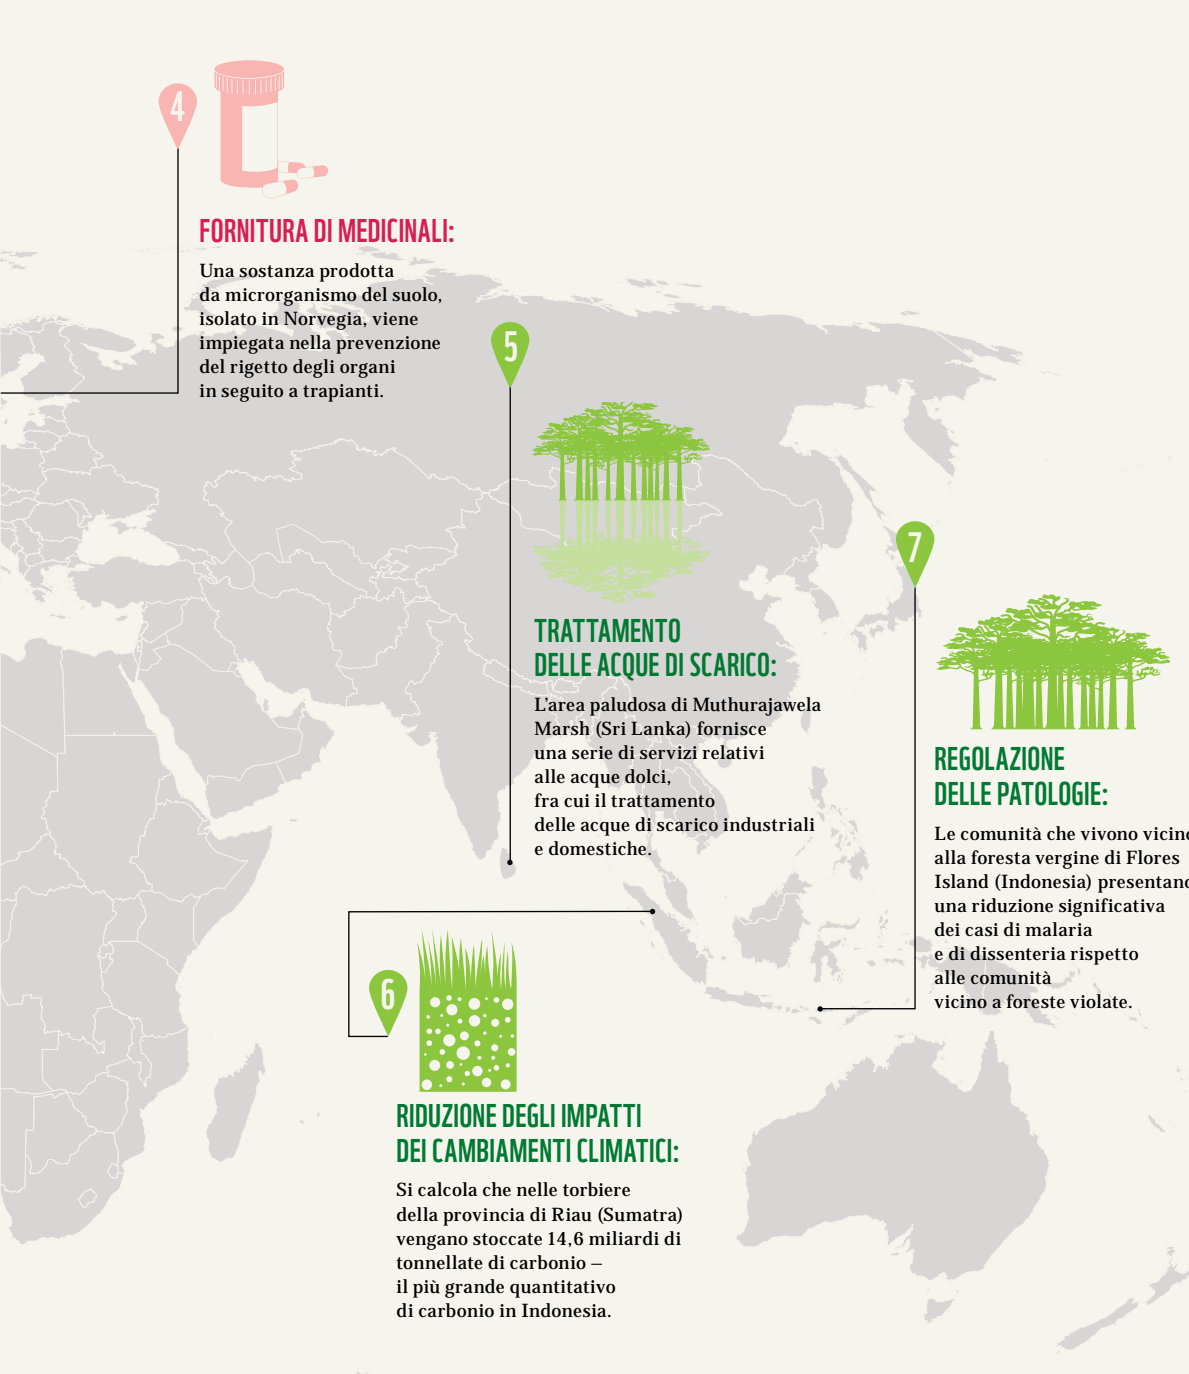 4
FORNITURA DI MEDICINALI:
Una sostanza prodotta
da microrganismo del suolo,
isolato in Norvegia, viene
impiegata nella prevenzione
del rigetto degli organi
in seguito a trapianti.
5
TRATTAMENTO
DELLE ACQUE DI SCARICO:
L'area paludosa di Muthurajawela
Marsh (Sri Lanka) fornisce
una serie di servizi relativi
alle acque dolci,
fra cui il trattamento
delle acque di scarico industriali
e domestiche.
6
RIDUZIONE DEGLI IMPATTI
DEI CAMBIAMENTI CLIMATICI:
Si calcola che nelle torbiere
della provincia di Riau (Sumatra)
vengano stoccate 14,6 miliardi di
tonnellate di carbonio –
il più grande quantitativo
di carbonio in Indonesia.
7
REGOLAZIONE
DELLE PATOLOGIE:
Le comunità che vivono vicino
alla foresta vergine di Flores
Island (Indonesia) presentano
una riduzione significativa
dei casi di malaria
e di dissenteria rispetto
alle comunità
vicino a foreste violate.